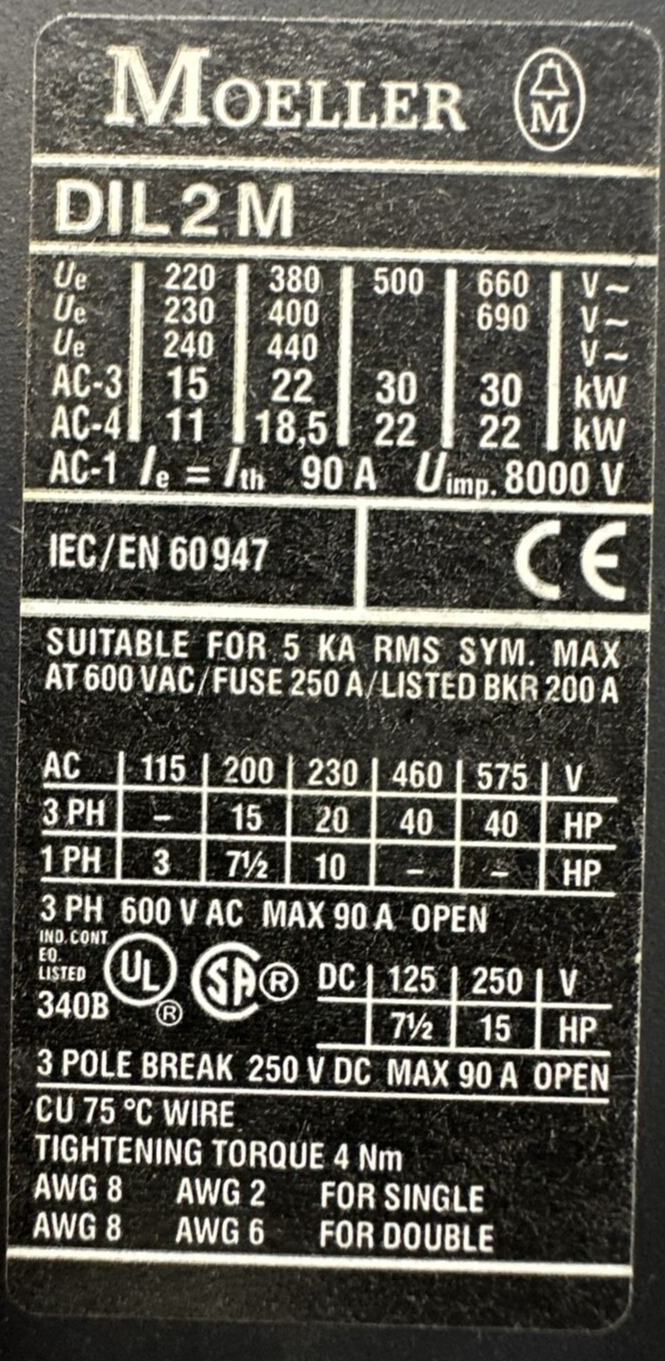 MOELLER M
DIL 2 M
Ue 220 380 500 660 V~
Ue 230 400 690 V~
Ue 240 440 V~
AC-3 15 22 30 30 kW
AC-4 11 18,5 22 22 kW
AC-1 Ie = Ith 90 A Uimp. 8000 V
IEC/EN 60947 CE
SUITABLE FOR 5 KA RMS SYM. MAX
AT 600 VAC/FUSE 250 A/LISTED BKR 200 A
AC 115 200 230 460 575 V
3 PH – 15 20 40 40 HP
1 PH 3 7½ 10 – – HP
3 PH 600 V AC MAX 90 A OPEN
IND. CONT
EQ.
LISTED
340B
UL ®
SA ®
DC 125 250 V
7½ 15 HP
3 POLE BREAK 250 V DC MAX 90 A OPEN
CU 75 °C WIRE
TIGHTENING TORQUE 4 Nm
AWG 8 AWG 2 FOR SINGLE
AWG 8 AWG 6 FOR DOUBLE